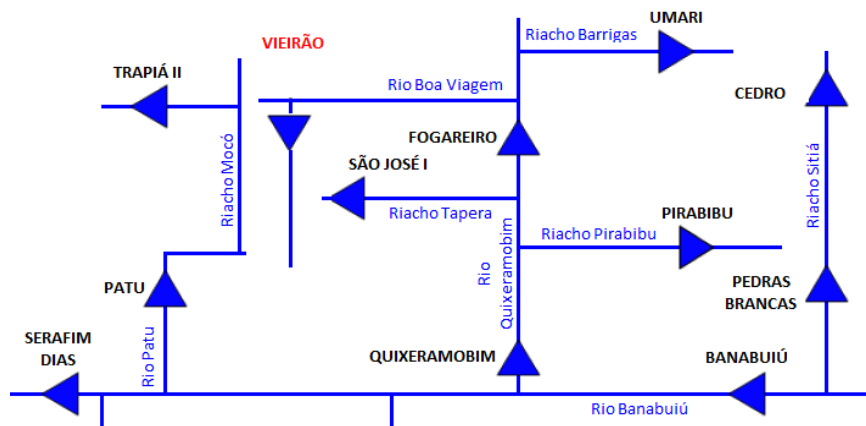 UMARI
Riacho Barrigas
VIEIRÃO
TRAPIÁ II
Rio Boa Viagem
CEDRO
FOGAREIRO
SÃO JOSÉ I
Riacho Mocó
Riacho Sitiá
Riacho Tapera
PIRABIBU
Riacho Pirabibu
Rio
Quixeramobim
PATU
PEDRAS
BRANCAS
SERAFIM
DIAS
Rio Patu
QUIXERAMOBIM
BANABUIÚ
Rio Banabuiú